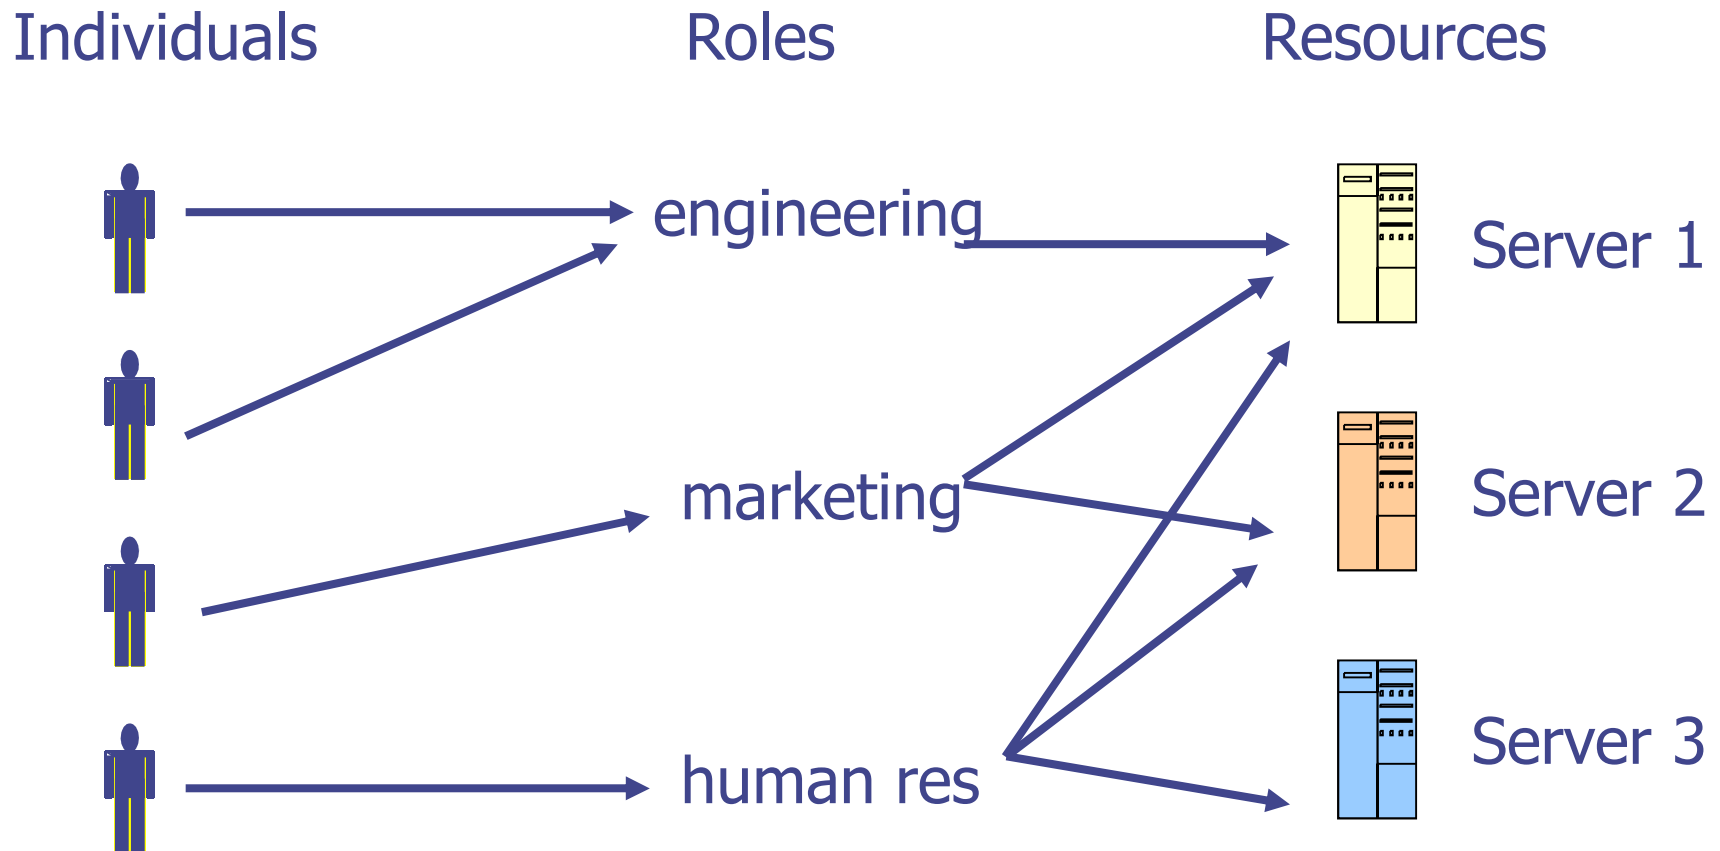 Individuals Roles Resources
engineering Server 1
marketing Server 2
human res Server 3